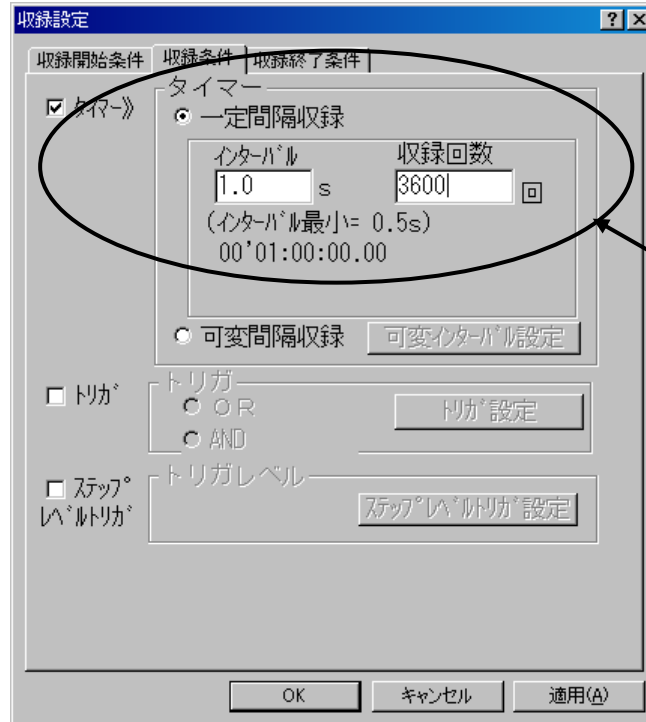 収録設定
収録開始条件 収録条件 収録終了条件
ﾀｲﾏｰ》
タイマー
一定間隔収録
ｲﾝﾀｰﾊﾞﾙ 収録回数
1.0 s 3600 回
(ｲﾝﾀｰﾊﾞﾙ最小= 0.5s)
00'01:00:00.00
可変間隔収録 可変ｲﾝﾀｰﾊﾞﾙ設定
ﾄﾘｶﾞ
トリガ
ＯＲ
AND
ﾄﾘｶﾞ設定
ｽﾃｯﾌﾟ
ﾚﾍﾞﾙﾄﾘｶﾞ
トリガレベル
ｽﾃｯﾌﾟﾚﾍﾞﾙﾄﾘｶﾞ設定
OK キャンセル 適用(A)